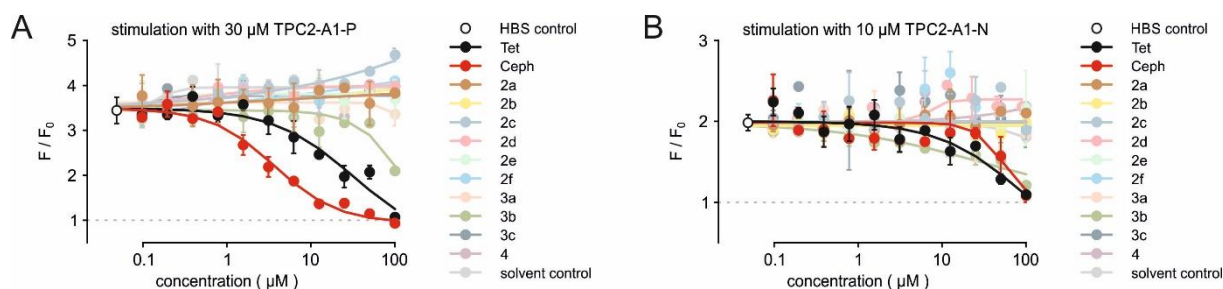 A
stimulation with 30 µM TPC2-A1-P
F / F0
5
4
3
2
1
0.1
1
10
100
concentration ( µM)
HBS control
Tet
Ceph
2a
2b
2c
2d
2e
2f
3a
3b
3c
4
solvent control
B
stimulation with 10 µM TPC2-A1-N
F / F0
3
2
1
0.1
1
10
100
concentration ( µM)
HBS control
Tet
Ceph
2a
2b
2c
2d
2e
2f
3a
3b
3c
4
solvent control